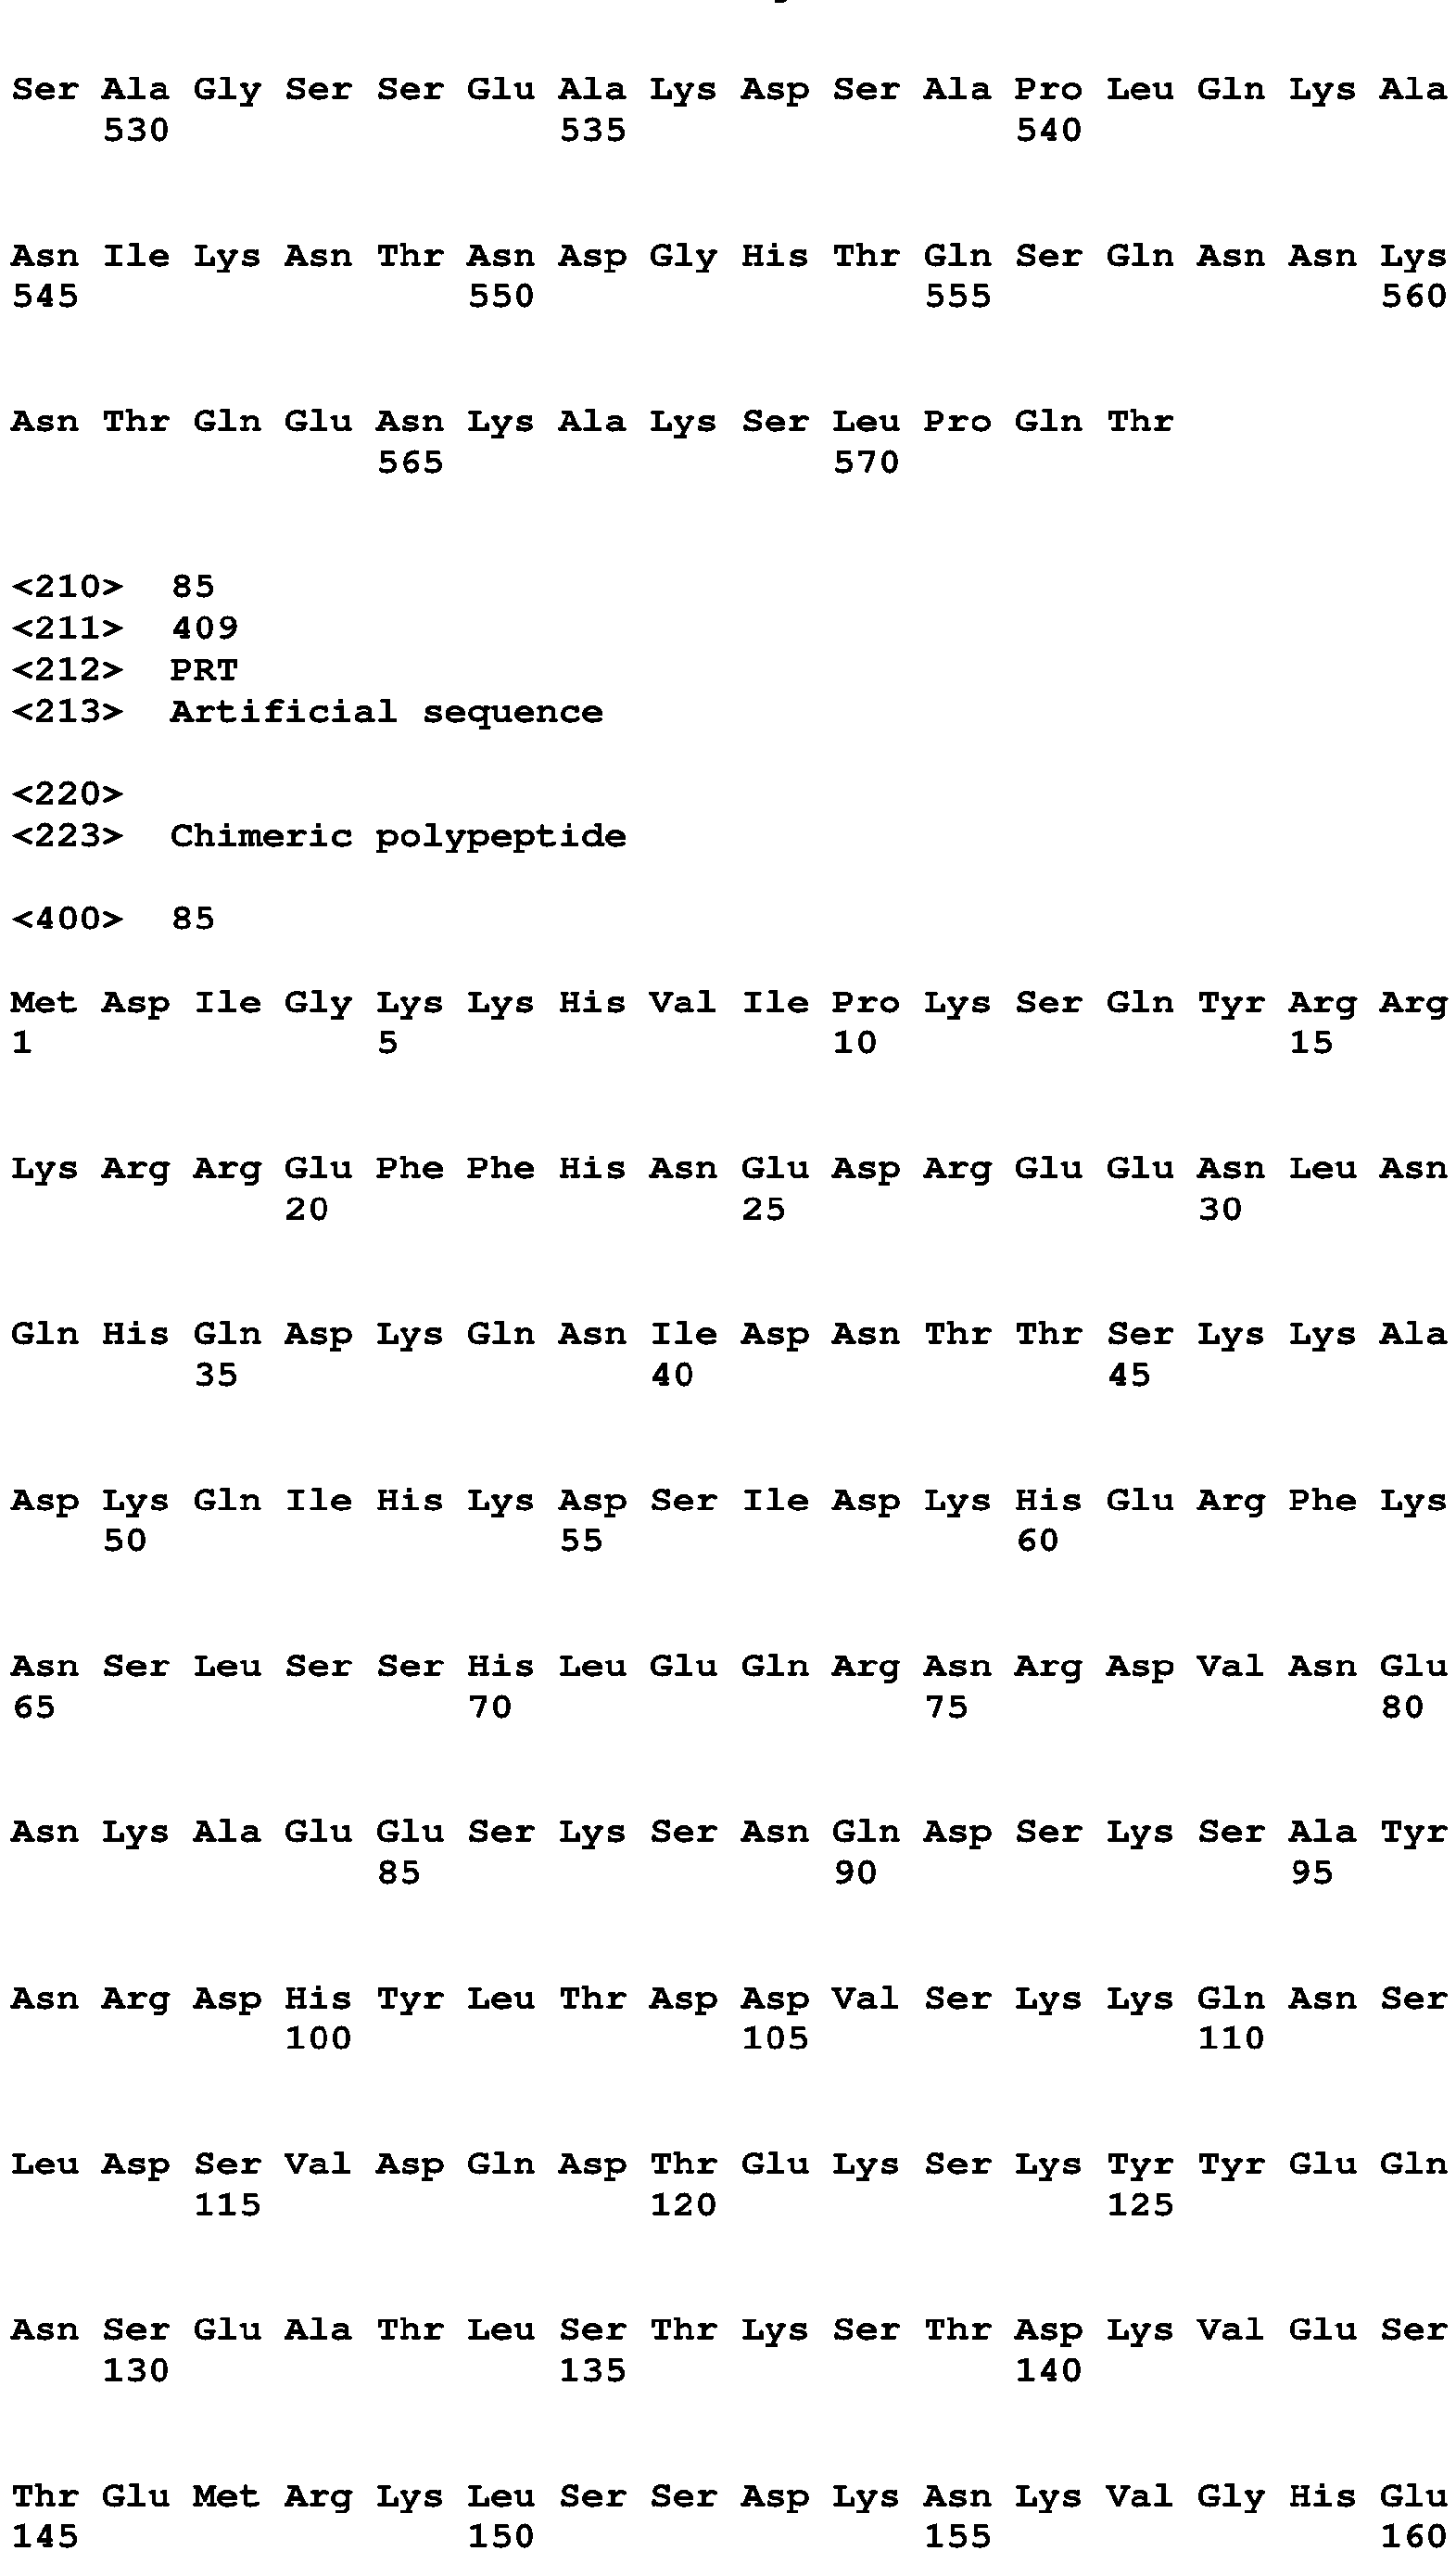 Ser Ala Gly Ser Ser Glu Ala Lys Asp Ser Ala Pro Leu Gln Lys Ala
530 535 540
Asn Ile Lys Asn Thr Asn Asp Gly His Thr Gln Ser Gln Asn Asn Lys
545 550 555 560
Asn Thr Gln Glu Asn Lys Ala Lys Ser Leu Pro Gln Thr
565 570
<210> 85
<211> 409
<212> PRT
<213> Artificial sequence
<220>
<223> Chimeric polypeptide
<400> 85
Met Asp Ile Gly Lys Lys His Val Ile Pro Lys Ser Gln Tyr Arg Arg
1 5 10 15
Lys Arg Arg Glu Phe Phe His Asn Glu Asp Arg Glu Glu Asn Leu Asn
20 25 30
Gln His Gln Asp Lys Gln Asn Ile Asp Asn Thr Thr Ser Lys Lys Ala
35 40 45
Asp Lys Gln Ile His Lys Asp Ser Ile Asp Lys His Glu Arg Phe Lys
50 55 60
Asn Ser Leu Ser Ser His Leu Glu Gln Arg Asn Arg Asp Val Asn Glu
65 70 75 80
Asn Lys Ala Glu Glu Ser Lys Ser Asn Gln Asp Ser Lys Ser Ala Tyr
85 90 95
Asn Arg Asp His Tyr Leu Thr Asp Asp Val Ser Lys Lys Gln Asn Ser
100 105 110
Leu Asp Ser Val Asp Gln Asp Thr Glu Lys Ser Lys Tyr Tyr Glu Gln
115 120 125
Asn Ser Glu Ala Thr Leu Ser Thr Lys Ser Thr Asp Lys Val Glu Ser
130 135 140
Thr Glu Met Arg Lys Leu Ser Ser Asp Lys Asn Lys Val Gly His Glu
145 150 155 160